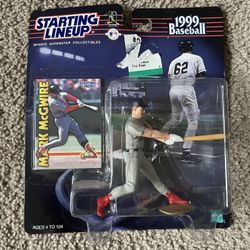 STARTING
LINEUP
SPORTS SUPERSTAR COLLECTIBLES
1999
Baseball
62
MARK McGWIRE
AGES 4 TO 104